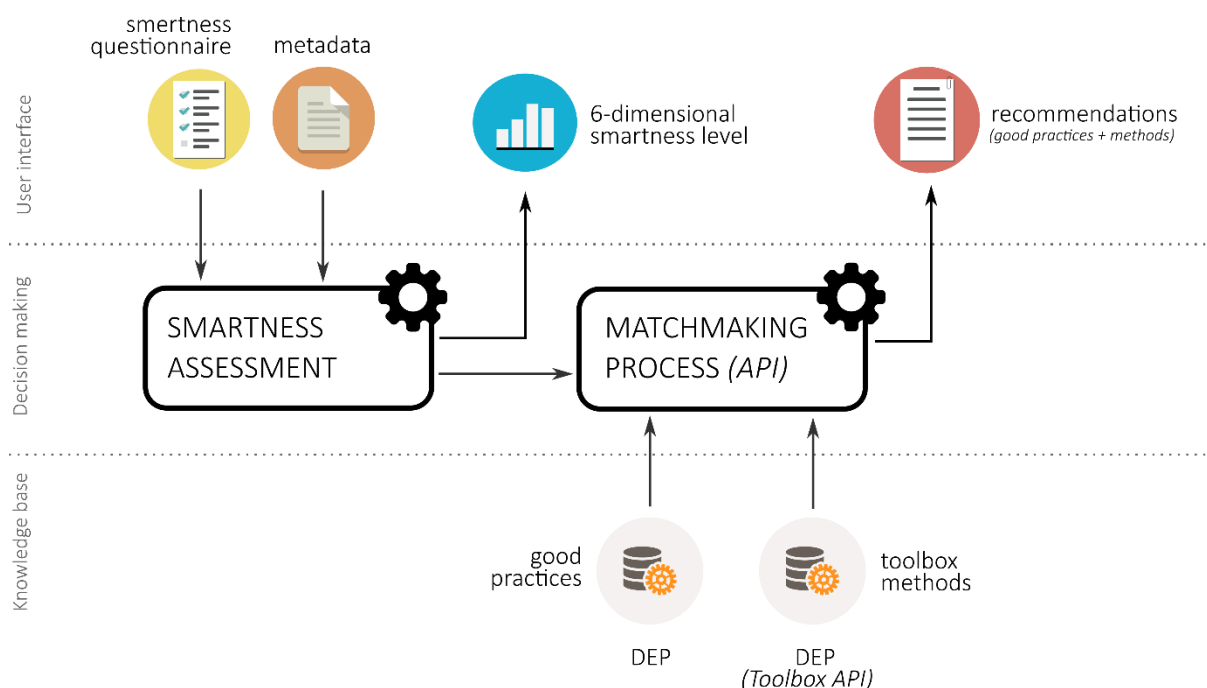 smertness
questionnaire
metadata
6-dimensional
smartness level
recommendations
(good practices + methods)
User interface
SMARTNESS
ASSESSMENT
MATCHMAKING
PROCESS (API)
Decision making
good
practices
toolbox
methods
Knowledge base
DEP
DEP
(Toolbox API)